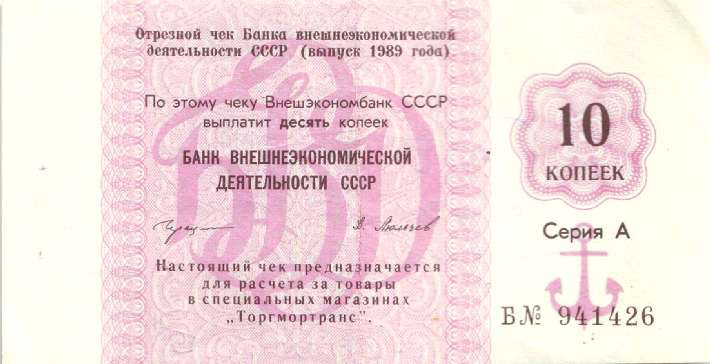 Отрезной чек Банка внешнеэкономической
деятельности СССР (выпуск 1989 года)
По этому чеку Внешэкономбанк СССР
выплатит десять копеек
БАНК ВНЕШНЕЭКОНОМИЧЕСКОЙ
ДЕЯТЕЛЬНОСТИ СССР
Настоящий чек предназначается
для расчета за товары
в специальных магазинах
„Торгмортранс".
10
КОПЕЕК
Серия А
Б№ 941426